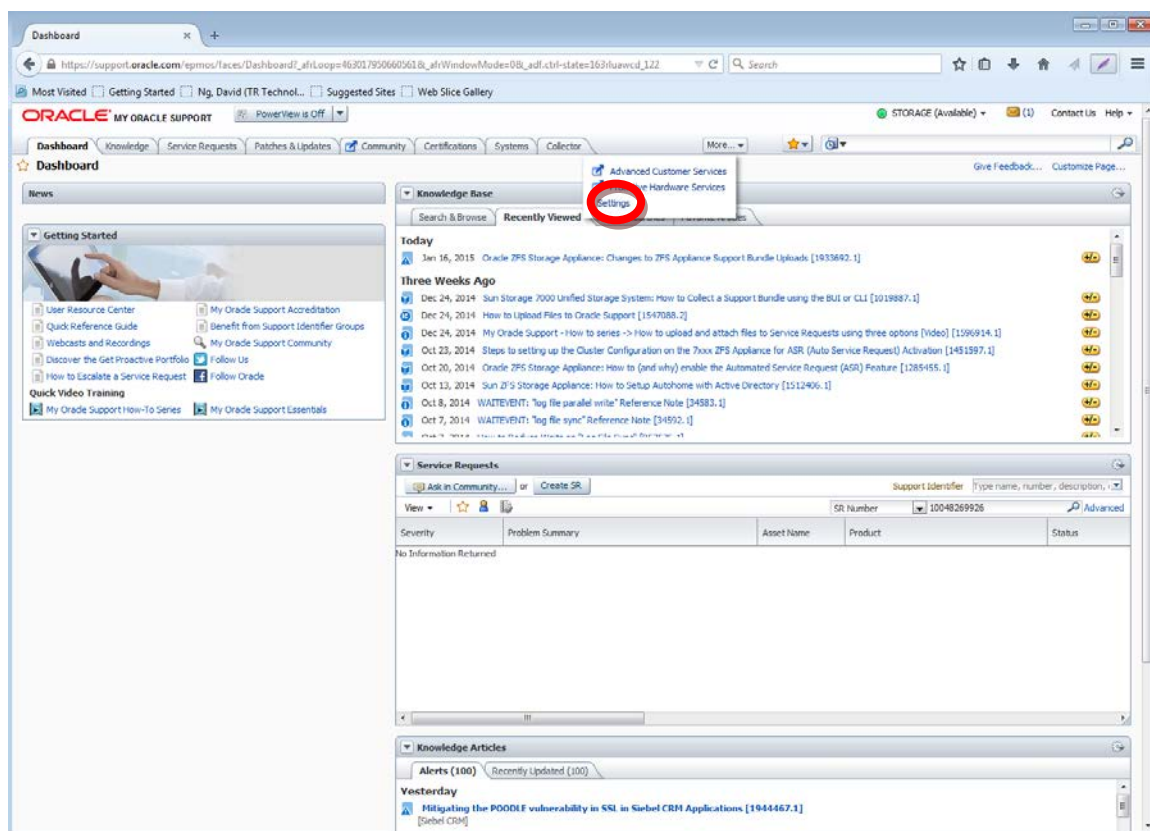 Dashboard
https://support.oracle.com/epmos/faces/Dashboard?_afrLoop=463017950660561&_afrWindowMode=0&_adf.ctrl-state=163rluawcd_122
Search
Most Visited Getting Started Ng, David (TR Technol... Suggested Sites Web Slice Gallery
ORACLE MY ORACLE SUPPORT PowerView is Off
STORAGE (Available) (1) Contact Us Help
Dashboard Knowledge Service Requests Patches & Updates Community Certifications Systems Collector More...
Dashboard
Give Feedback... Customize Page...
Advanced Customer Services
Hardware Services
Settings
News
Getting Started
User Resource Center
My Oracle Support Accreditation
Quick Reference Guide
Benefit from Support Identifier Groups
Webcasts and Recordings
My Oracle Support Community
Discover the Get Proactive Portfolio
Follow Us
How to Escalate a Service Request
Follow Oracle
Quick Video Training
My Oracle Support How-To Series
My Oracle Support Essentials
Knowledge Base
Search & Browse Recently Viewed
Today
Jan 16, 2015 Oracle ZFS Storage Appliance: Changes to ZFS Appliance Support Bundle Uploads [1933692.1]
Three Weeks Ago
Dec 24, 2014 Sun Storage 7000 Unified Storage System: How to Collect a Support Bundle using the BUI or CLI [1019887.1]
Dec 24, 2014 How to Upload Files to Oracle Support [1547088.2]
Dec 24, 2014 My Oracle Support - How to series -> How to upload and attach files to Service Requests using three options [Video] [1596914.1]
Oct 23, 2014 Steps to setting up the Cluster Configuration on the 7xxx ZFS Appliance for ASR (Auto Service Request) Activation [1451597.1]
Oct 20, 2014 Oracle ZFS Storage Appliance: How to (and why) enable the Automated Service Request (ASR) Feature [1285455.1]
Oct 13, 2014 Sun ZFS Storage Appliance: How to Setup Autohome with Active Directory [1512406.1]
Oct 8, 2014 WAITEVENT: "log file parallel write" Reference Note [34583.1]
Oct 7, 2014 WAITEVENT: "log file sync" Reference Note [34592.1]
Service Requests
Ask in Community... or Create SR
Support Identifier Type name, number, description,
View
SR Number 10048269926 Advanced
Severity Problem Summary Asset Name Product Status
No Information Returned
Knowledge Articles
Alerts (100) Recently Updated (100)
Yesterday
Mitigating the POODLE vulnerability in SSL in Siebel CRM Applications [1944467.1]
[Siebel CRM]